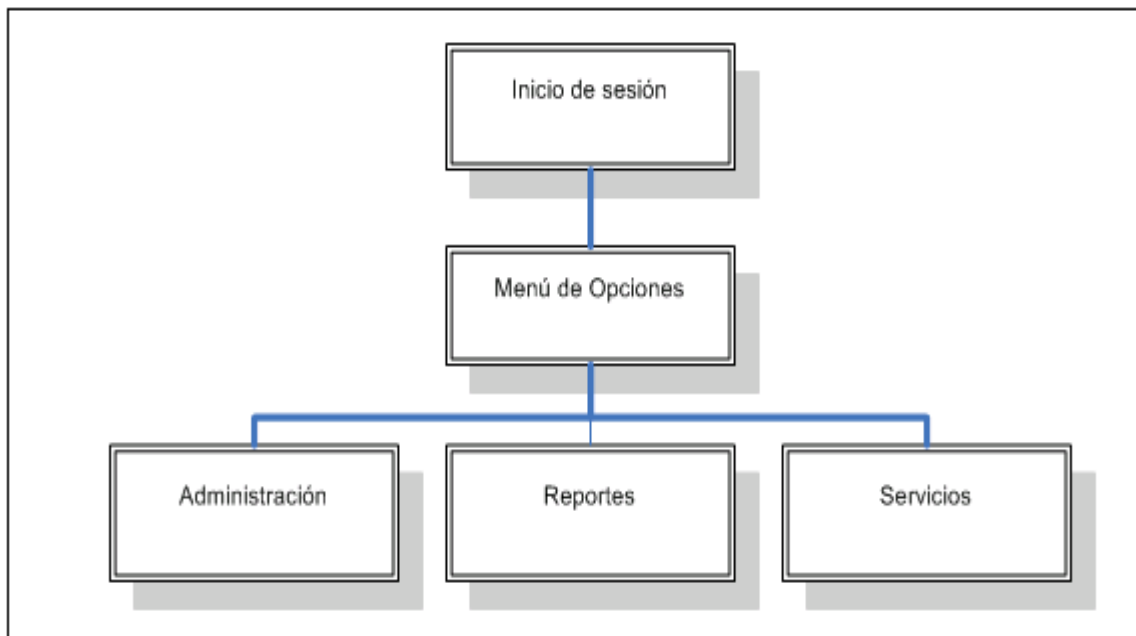 Inicio de sesión
Menú de Opciones
Administración
Reportes
Servicios